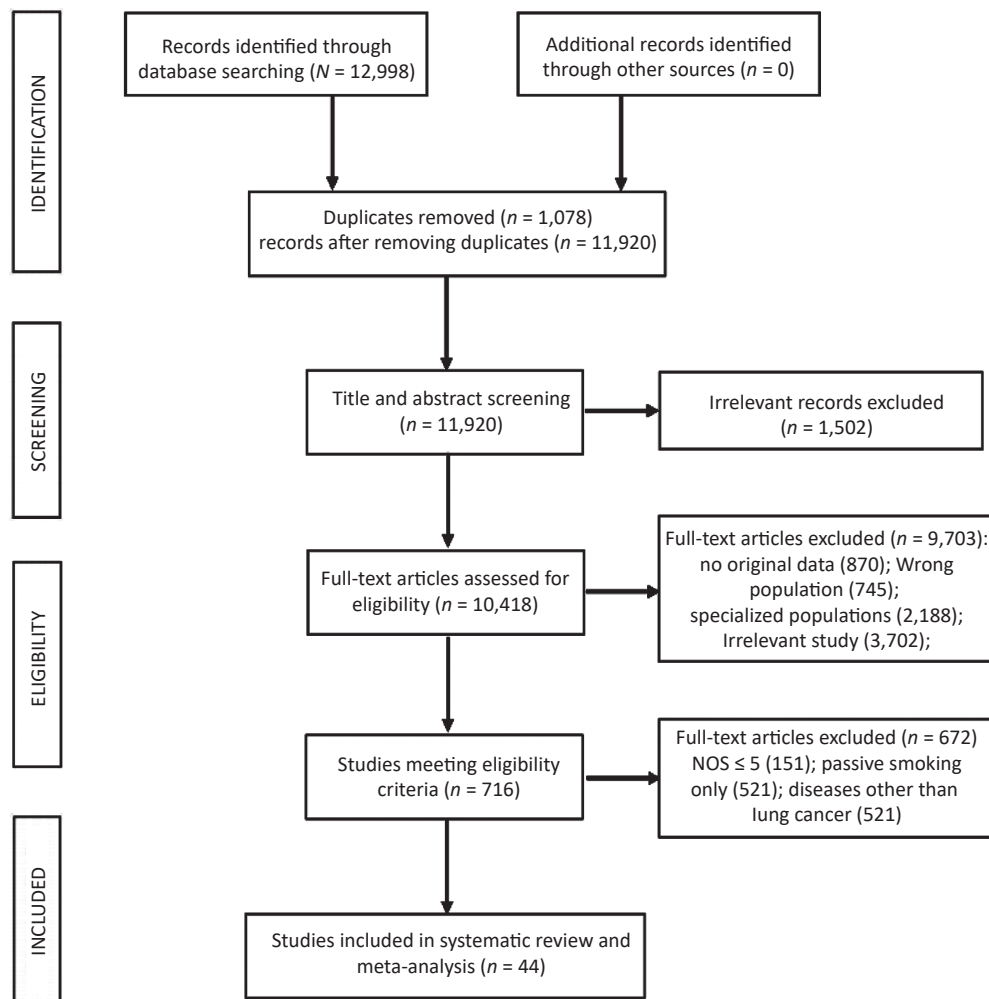 IDENTIFICATION
Records identified through
database searching (N = 12,998)
Additional records identified
through other sources (n = 0)
Duplicates removed (n = 1,078)
records after removing duplicates (n = 11,920)
SCREENING
Title and abstract screening
(n = 11,920)
Irrelevant records excluded
(n = 1,502)
ELIGIBILITY
Full-text articles assessed for
eligibility (n = 10,418)
Full-text articles excluded (n = 9,703):
no original data (870); Wrong
population (745);
specialized populations (2,188);
Irrelevant study (3,702);
Studies meeting eligibility
criteria (n = 716)
Full-text articles excluded (n = 672)
NOS ≤ 5 (151); passive smoking
only (521); diseases other than
lung cancer (521)
INCLUDED
Studies included in systematic review and
meta-analysis (n = 44)